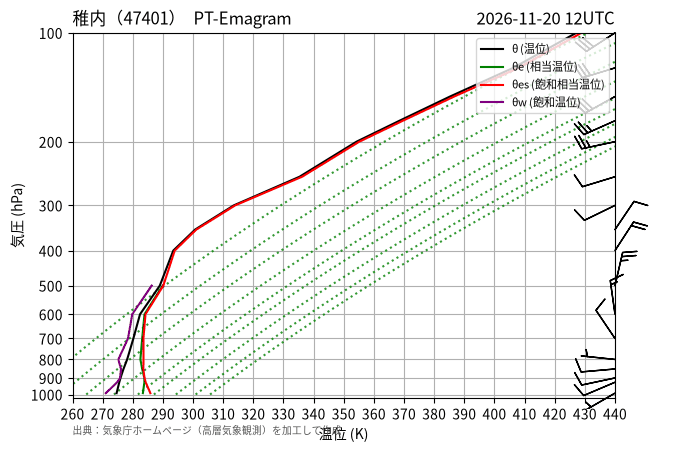 稚内（47401） PT-Emagram
2026-11-20 12UTC
θ (温位)
θe (相当温位)
θes (飽和相当温位)
θw (飽和温位)
気圧 (hPa)
100
200
300
400
500
600
700
800
900
1000
260 270 280 290 300 310 320 330 340 350 360 370 380 390 400 410 420 430 440
出典：気象庁ホームページ（高層気象観測）を加工して
温位 (K)